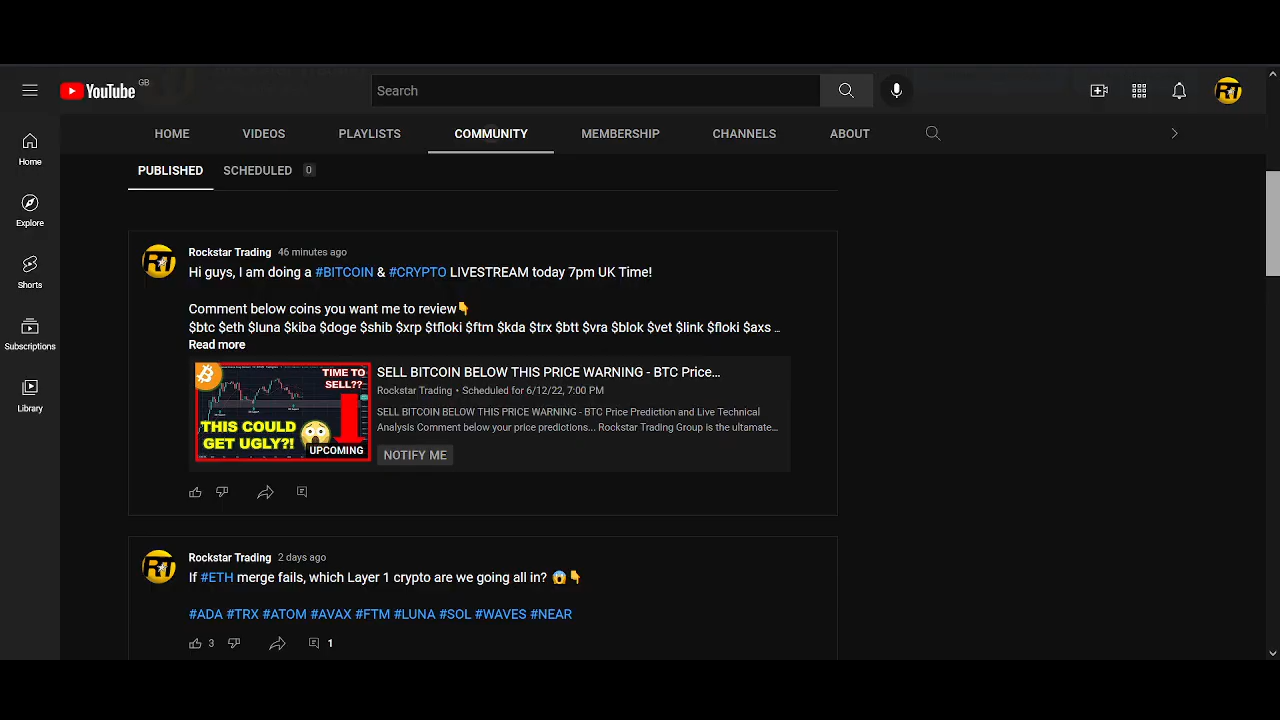 YouTube GB
Search
HOME VIDEOS PLAYLISTS COMMUNITY MEMBERSHIP CHANNELS ABOUT
Home
Explore
Shorts
Subscriptions
Library
PUBLISHED SCHEDULED 0
Rockstar Trading 46 minutes ago
Hi guys, I am doing a #BITCOIN & #CRYPTO LIVESTREAM today 7pm UK Time!
Comment below coins you want me to review👇
$btc $eth $luna $kiba $doge $shib $xrp $tfloki $ftm $kda $trx $btt $vra $blok $vet $link $floki $axs ...
Read more
TIME TO
SELL??
THIS COULD
GET UGLY?!
UPCOMING
SELL BITCOIN BELOW THIS PRICE WARNING - BTC Price...
Rockstar Trading • Scheduled for 6/12/22, 7:00 PM
SELL BITCOIN BELOW THIS PRICE WARNING - BTC Price Prediction and Live Technical
Analysis Comment below your price predictions... Rockstar Trading Group is the ultamate...
NOTIFY ME
Rockstar Trading 2 days ago
If #ETH merge fails, which Layer 1 crypto are we going all in? 😱👇
#ADA #TRX #ATOM #AVAX #FTM #LUNA #SOL #WAVES #NEAR
3 1